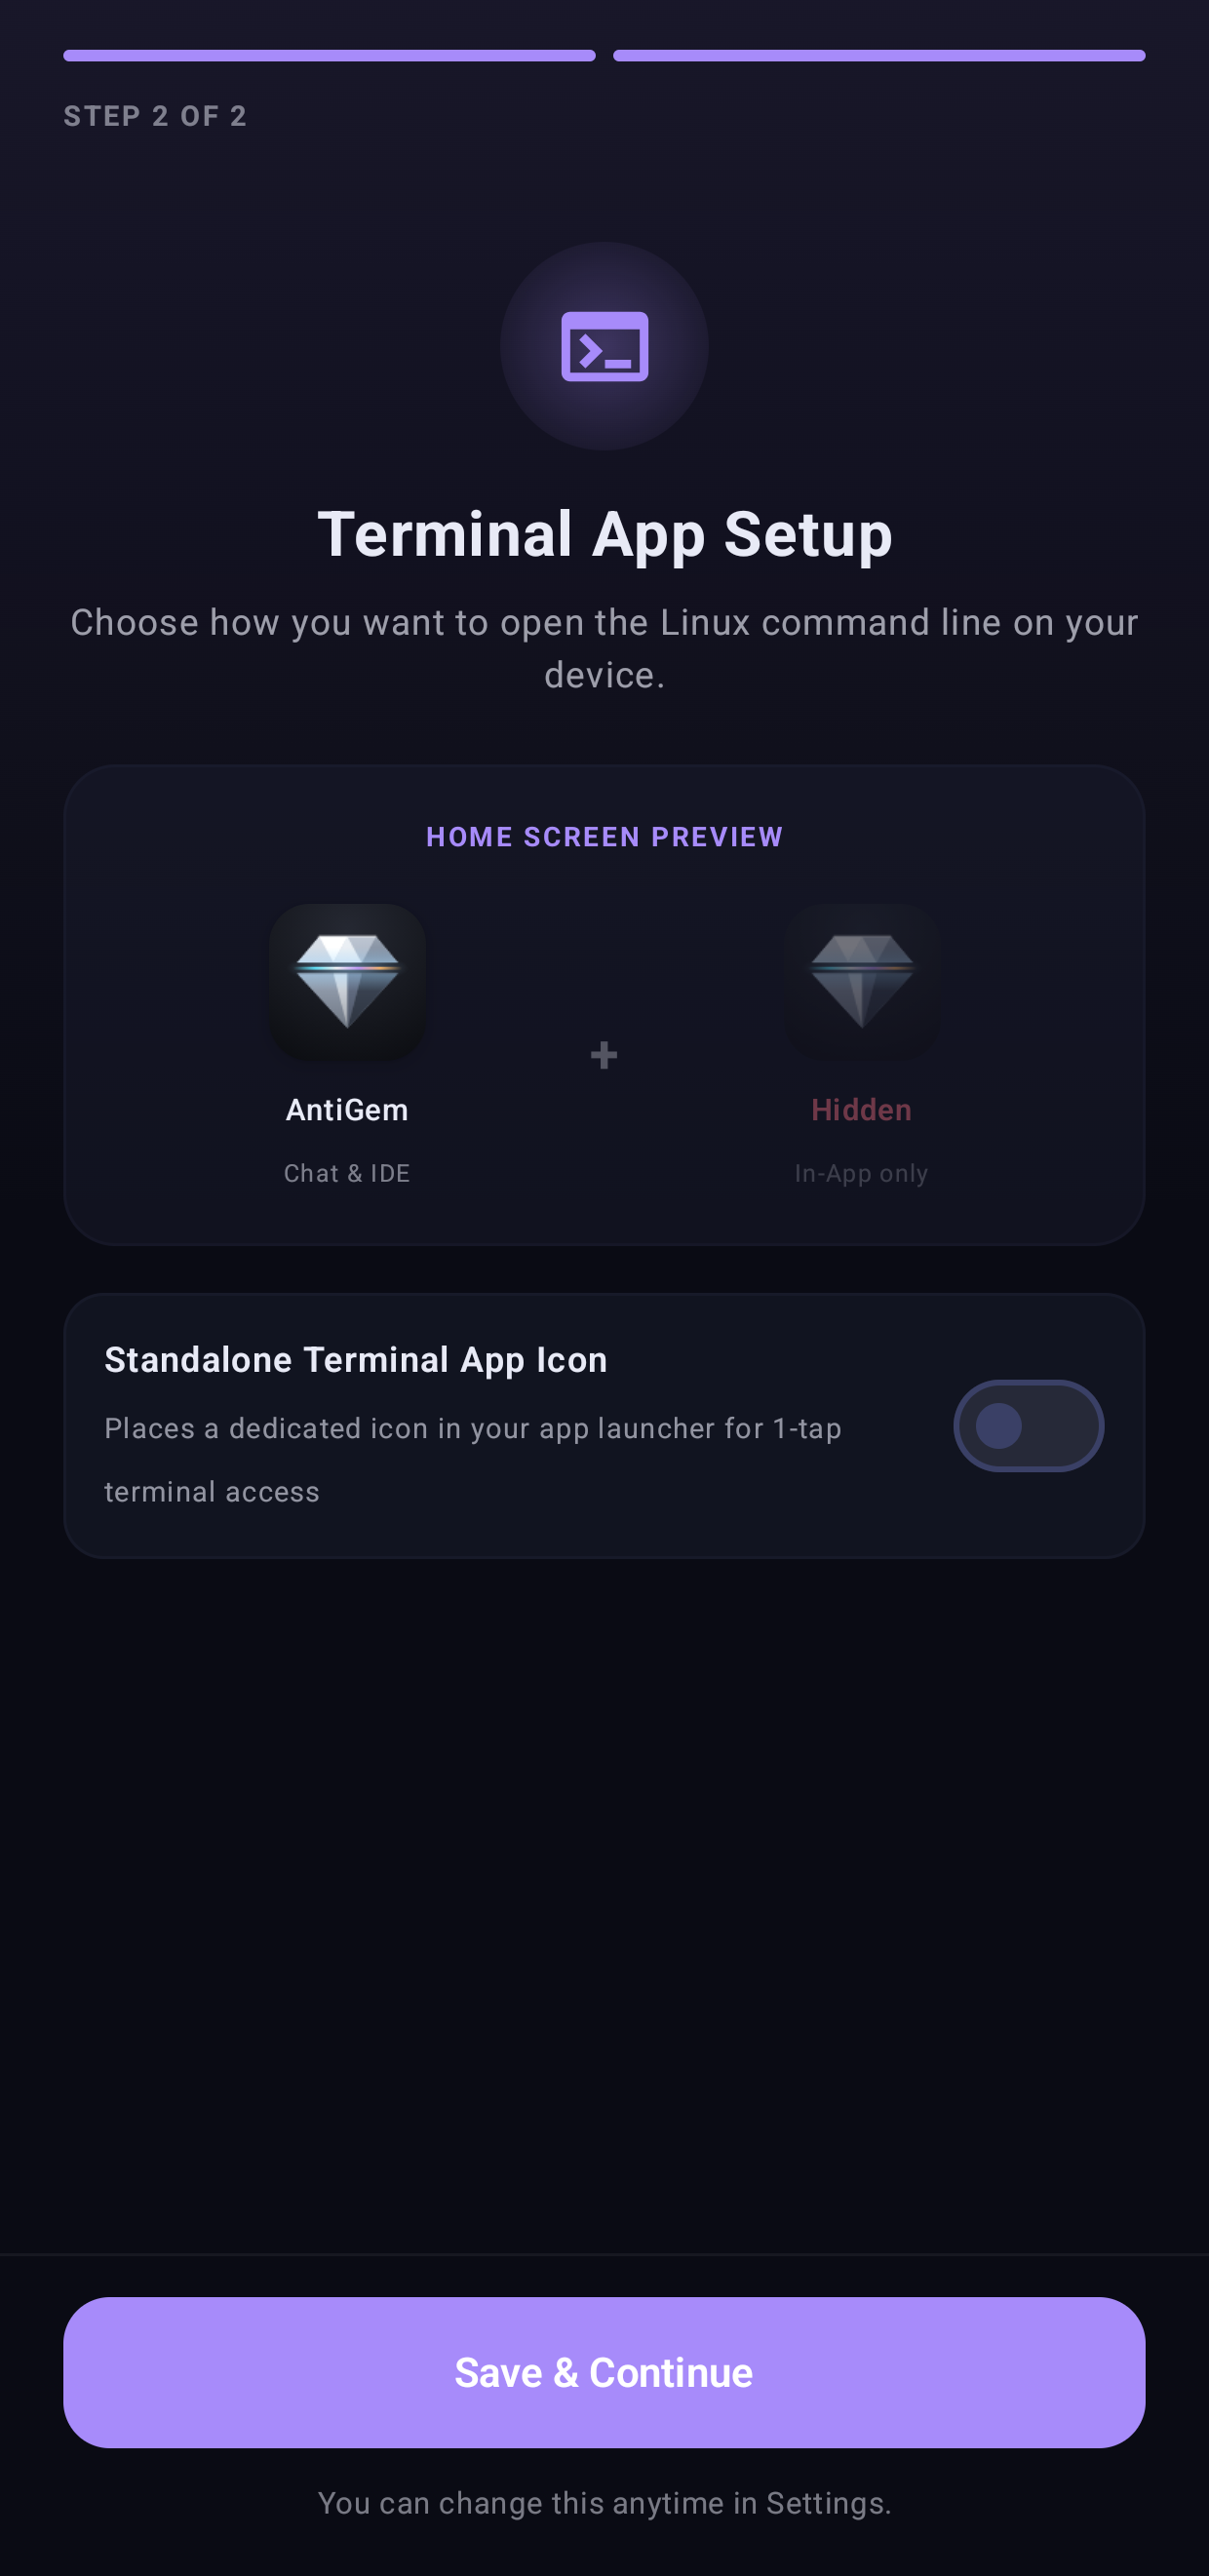 STEP 2 OF 2
Terminal App Setup
Choose how you want to open the Linux command line on your
device.
HOME SCREEN PREVIEW
+
AntiGem
Hidden
Chat & IDE
In-App only
Standalone Terminal App Icon
Places a dedicated icon in your app launcher for 1-tap
terminal access
Save & Continue
You can change this anytime in Settings.